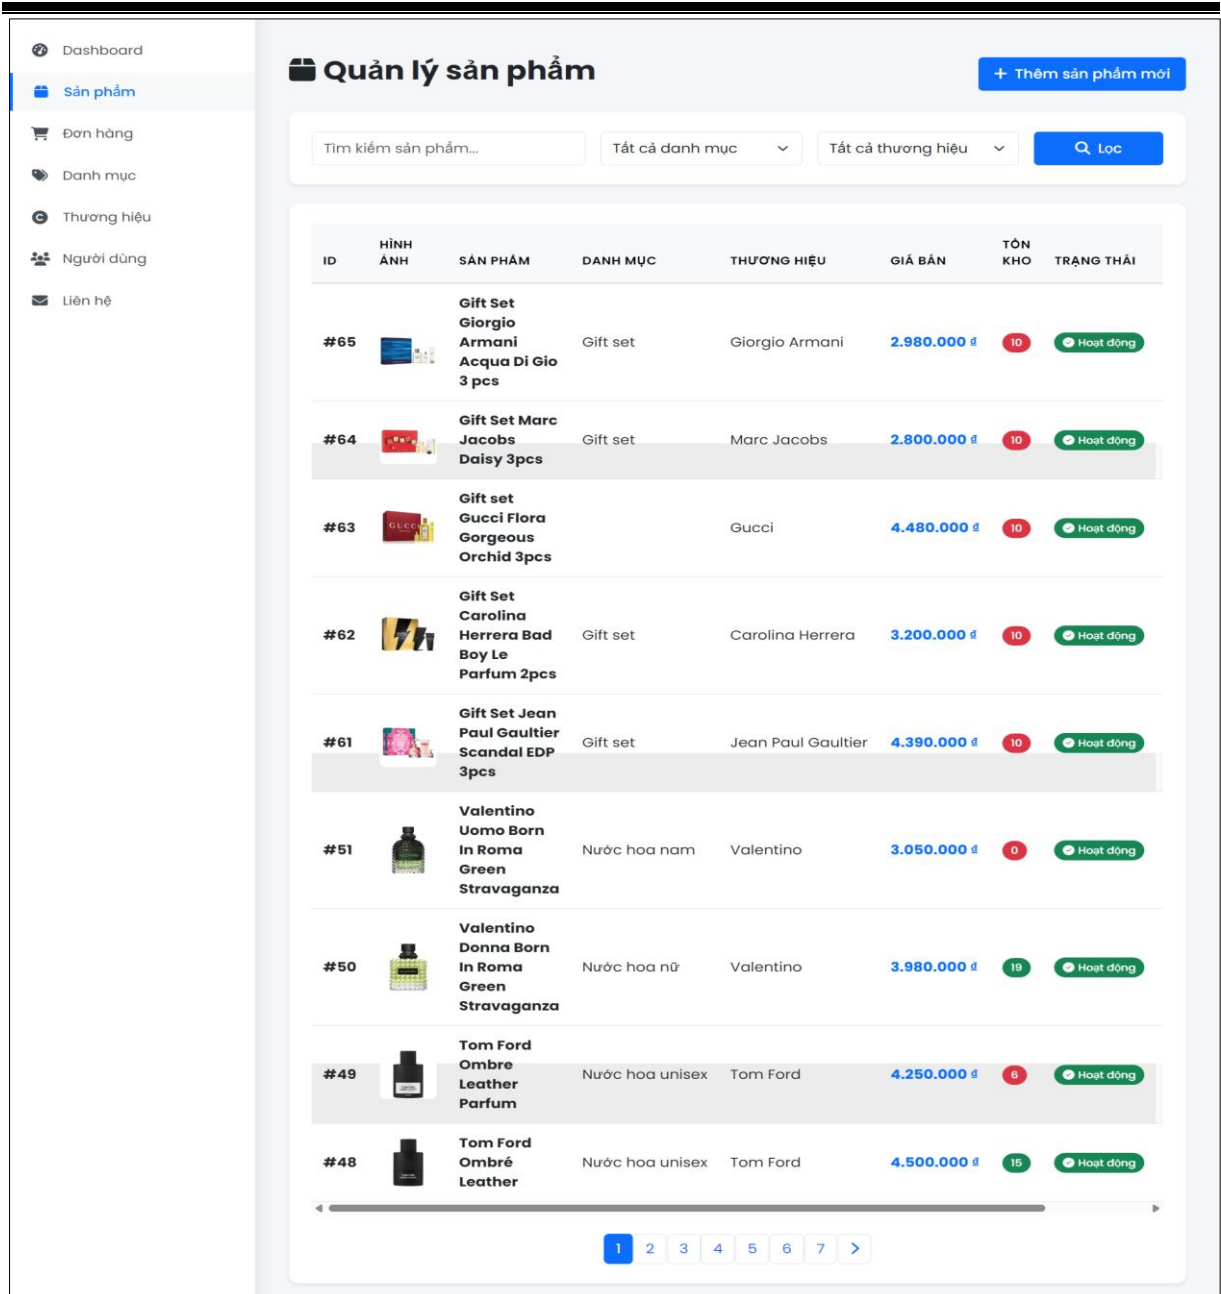 Dashboard
Sản phẩm
Đơn hàng
Danh mục
Thương hiệu
Người dùng
Liên hệ
Quản lý sản phẩm
+ Thêm sản phẩm mới
Tìm kiếm sản phẩm...
Tất cả danh mục
Tất cả thương hiệu
Lọc
ID HÌNH ẢNH SẢN PHẨM DANH MỤC THƯƠNG HIỆU GIÁ BÁN TỒN KHO TRẠNG THÁI
#65
Gift Set
Giorgio
Armani
Acqua Di Gio
3 pcs
Gift set
Giorgio Armani
2.980.000 ₫
10
Hoạt động
#64
Gift Set Marc
Jacobs
Daisy 3pcs
Gift set
Marc Jacobs
2.800.000 ₫
10
Hoạt động
#63
GUCCI
Gift set
Gucci Flora
Gorgeous
Orchid 3pcs
Gucci
4.480.000 ₫
10
Hoạt động
#62
Gift Set
Carolina
Herrera Bad
Boy Le
Parfum 2pcs
Gift set
Carolina Herrera
3.200.000 ₫
10
Hoạt động
#61
Gift Set Jean
Paul Gaultier
Scandal EDP
3pcs
Gift set
Jean Paul Gaultier
4.390.000 ₫
10
Hoạt động
#51
Valentino
Uomo Born
In Roma
Green
Stravaganza
Nước hoa nam
Valentino
3.050.000 ₫
0
Hoạt động
#50
Valentino
Donna Born
In Roma
Green
Stravaganza
Nước hoa nữ
Valentino
3.980.000 ₫
19
Hoạt động
#49
Tom Ford
Ombre
Leather
Parfum
Nước hoa unisex
Tom Ford
4.250.000 ₫
6
Hoạt động
#48
Tom Ford
Ombré
Leather
Nước hoa unisex
Tom Ford
4.500.000 ₫
15
Hoạt động
1 2 3 4 5 6 7 >